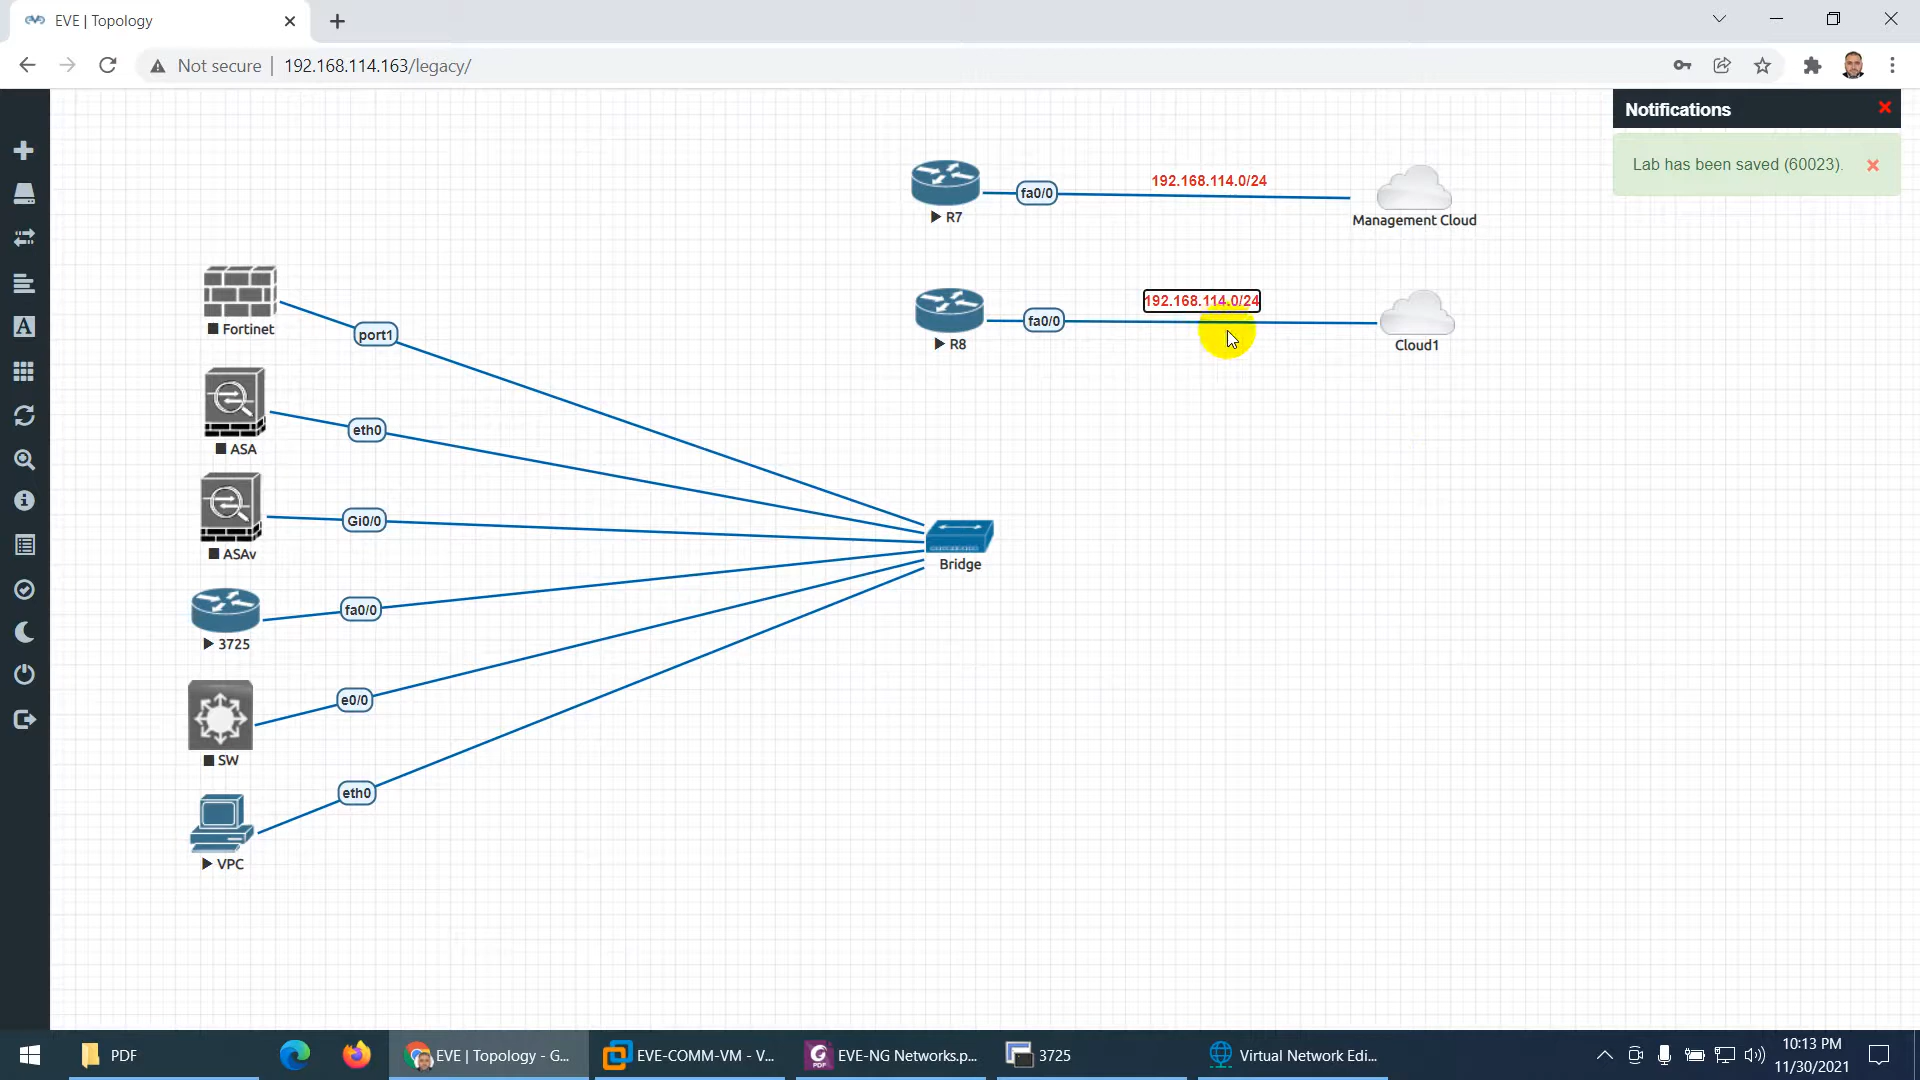 EVE | Topology
Not secure
192.168.114.163/legacy/
Notifications
Lab has been saved (60023).
192.168.114.0/24
fa0/0
R7
Management Cloud
192.168.114.0/24
fa0/0
R8
Cloud1
Fortinet
port1
eth0
ASA
Gi0/0
ASAv
Bridge
fa0/0
3725
e0/0
SW
eth0
VPC
PDF
EVE | Topology - G...
EVE-COMM-VM - V...
EVE-NG Networks.p...
3725
Virtual Network Edi...
10:13 PM
11/30/2021